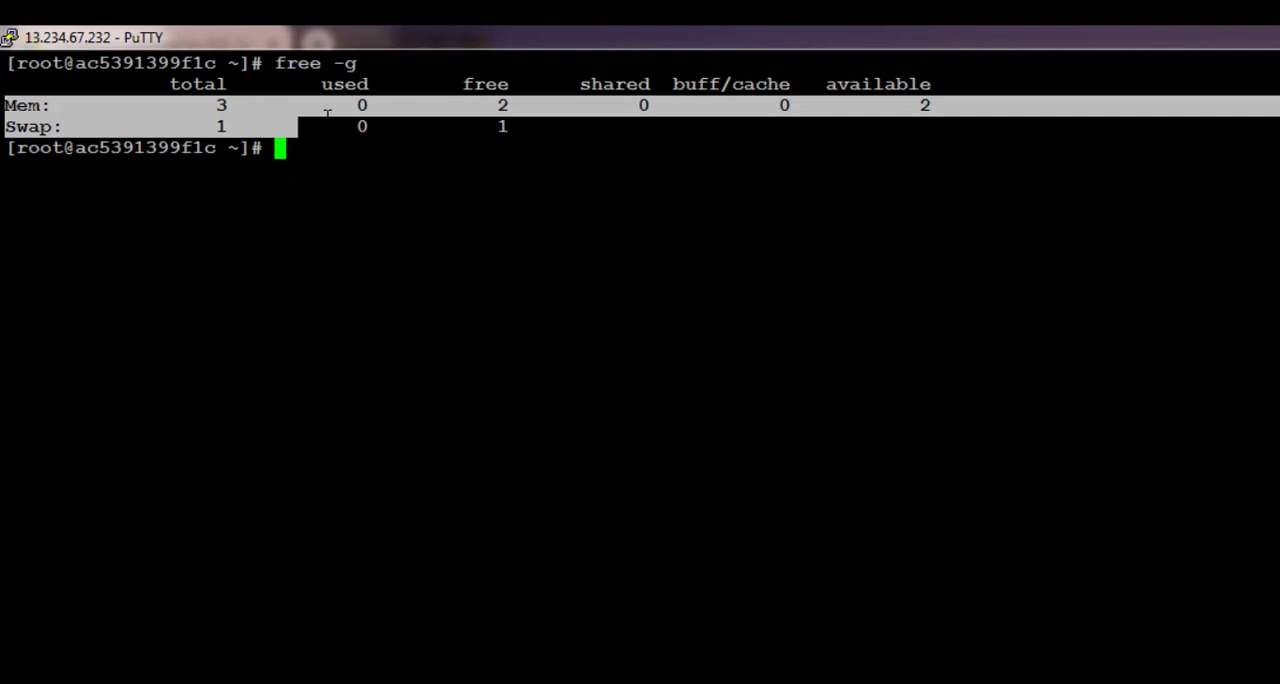 13.234.67.232 - PuTTY
[root@ac5391399f1c ~]# free -g
total used free shared buff/cache available
Mem: 3 0 2 0 0 2
Swap: 1 0 1
[root@ac5391399f1c ~]#